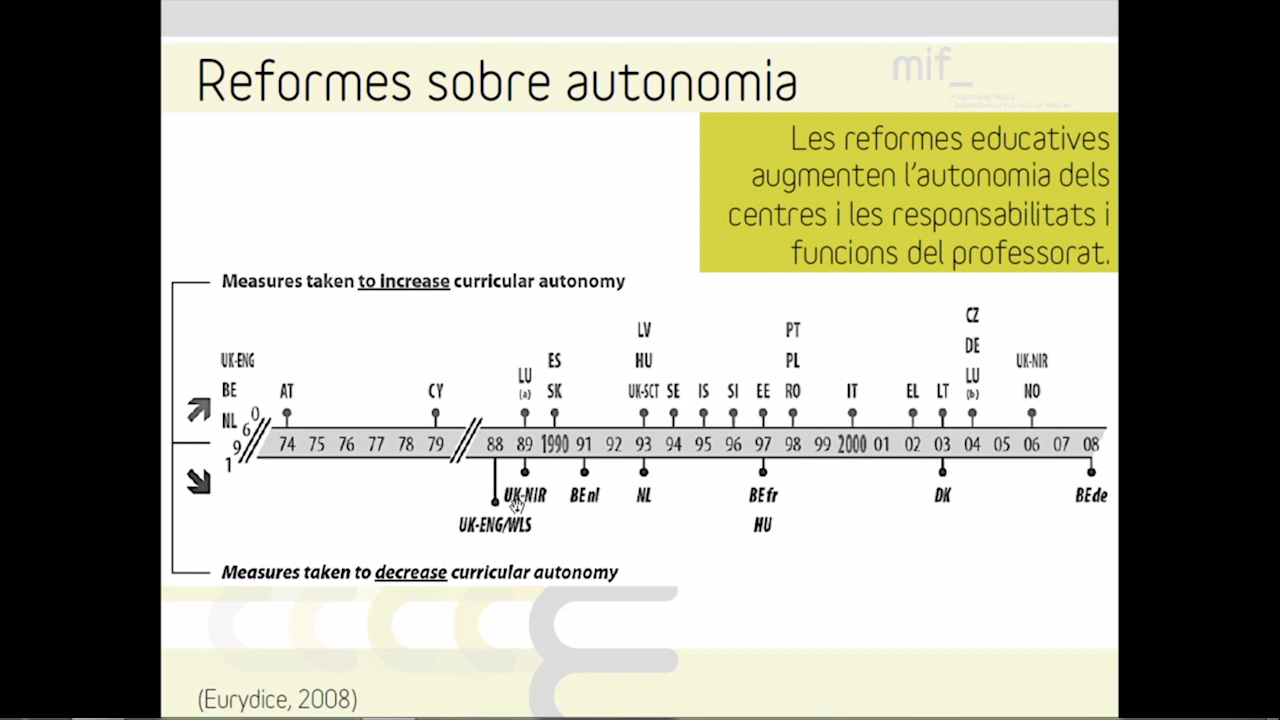 Reformes sobre autonomia
mif_
Les reformes educatives
augmenten l'autonomia dels
centres i les responsabilitats i
funcions del professorat.
Measures taken to increase curricular autonomy
CZ
LV PT DE
UK-ENG ES HU PL LU UK-NIR
BE AT CY LU SK UK-SCT SE IS SI EE RO IT EL LT (b) NO
NL (a)
1960 74 75 76 77 78 79 88 89 1990 91 92 93 94 95 96 97 98 99 2000 01 02 03 04 05 06 07 08
UK-NIR BE nl NL BE fr DK BE de
UK-ENG/WLS HU
Measures taken to decrease curricular autonomy
(Eurydice, 2008)